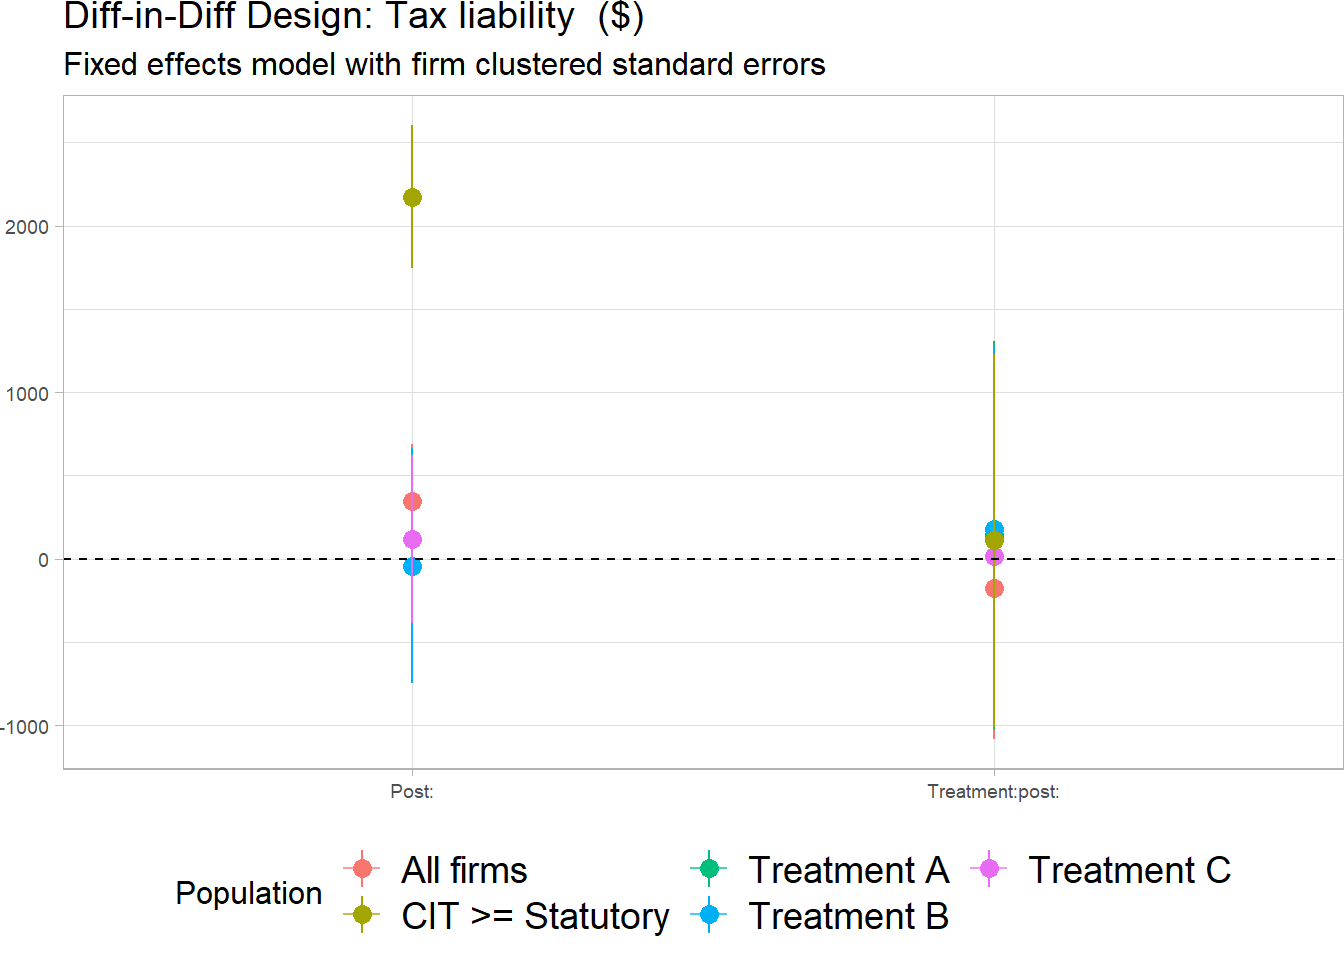 Diff-in-Diff Design: Tax liability  ($)
Fixed effects model with firm clustered standard errors
2000
1000
0
-1000
Post:
Treatment:post:
Population
All firms
Treatment A
Treatment C
CIT >= Statutory
Treatment B